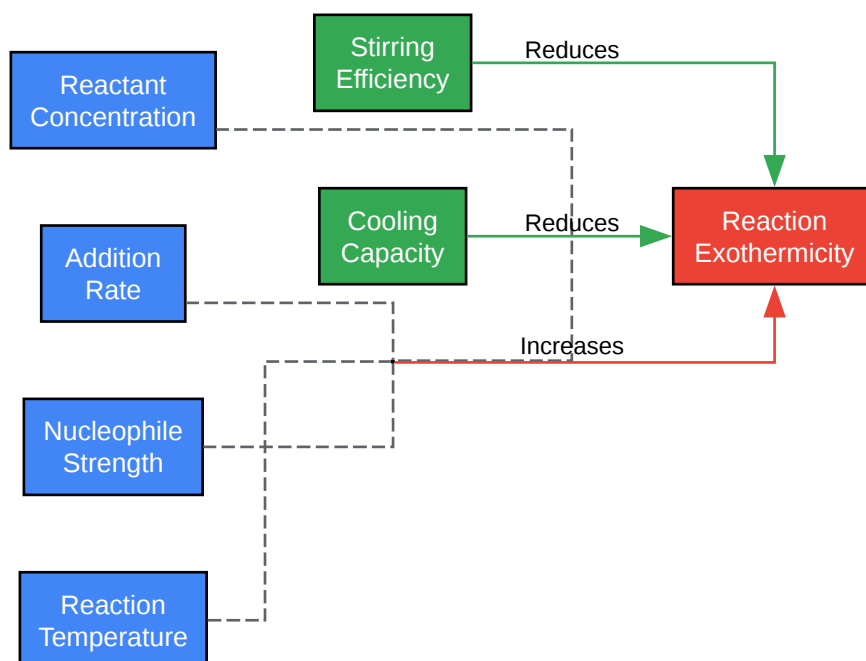 Stirring
Efficiency
Reduces
Reactant
Concentration
Cooling
Capacity
Reduces
Reaction
Exothermicity
Addition
Rate
Increases
Nucleophile
Strength
Reaction
Temperature